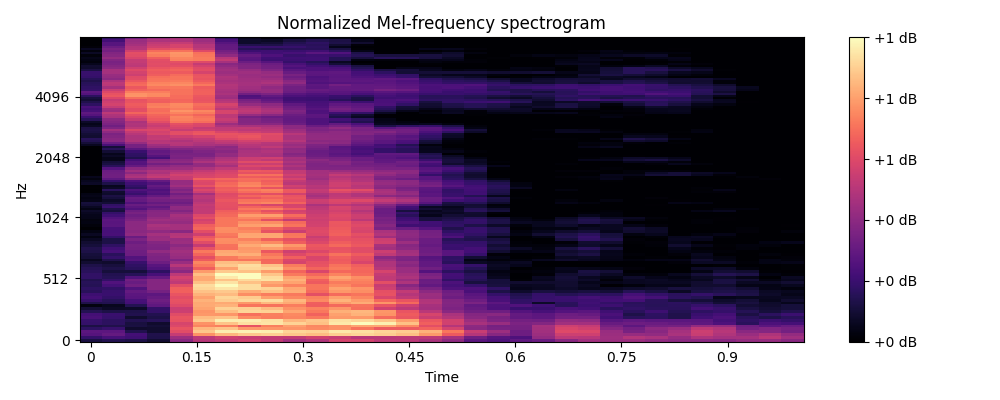 Normalized Mel-frequency spectrogram
Hz
4096
2048
1024
512
0
0 0.15 0.3 0.45 0.6 0.75 0.9
Time
+1 dB
+1 dB
+1 dB
+0 dB
+0 dB
+0 dB